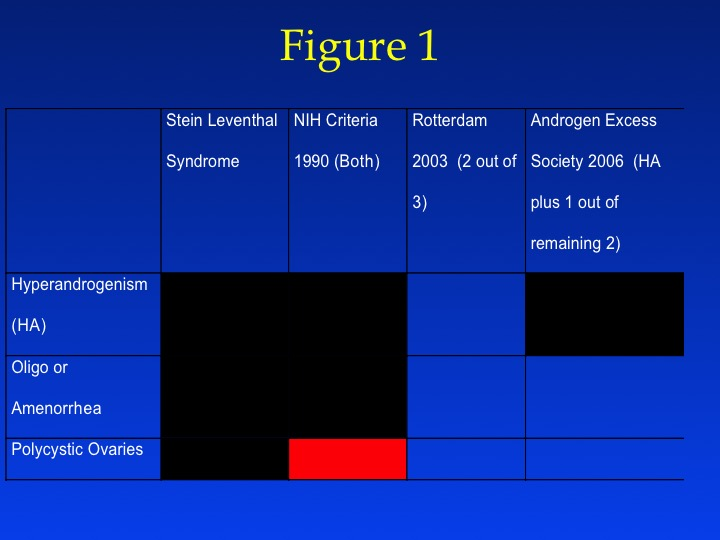 Figure 1
Stein Leventhal
Syndrome
NIH Criteria
1990 (Both)
Rotterdam
2003  (2 out of
3)
Androgen Excess
Society 2006  (HA
plus 1 out of
remaining 2)
Hyperandrogenism
(HA)
Oligo or
Amenorrhea
Polycystic Ovaries